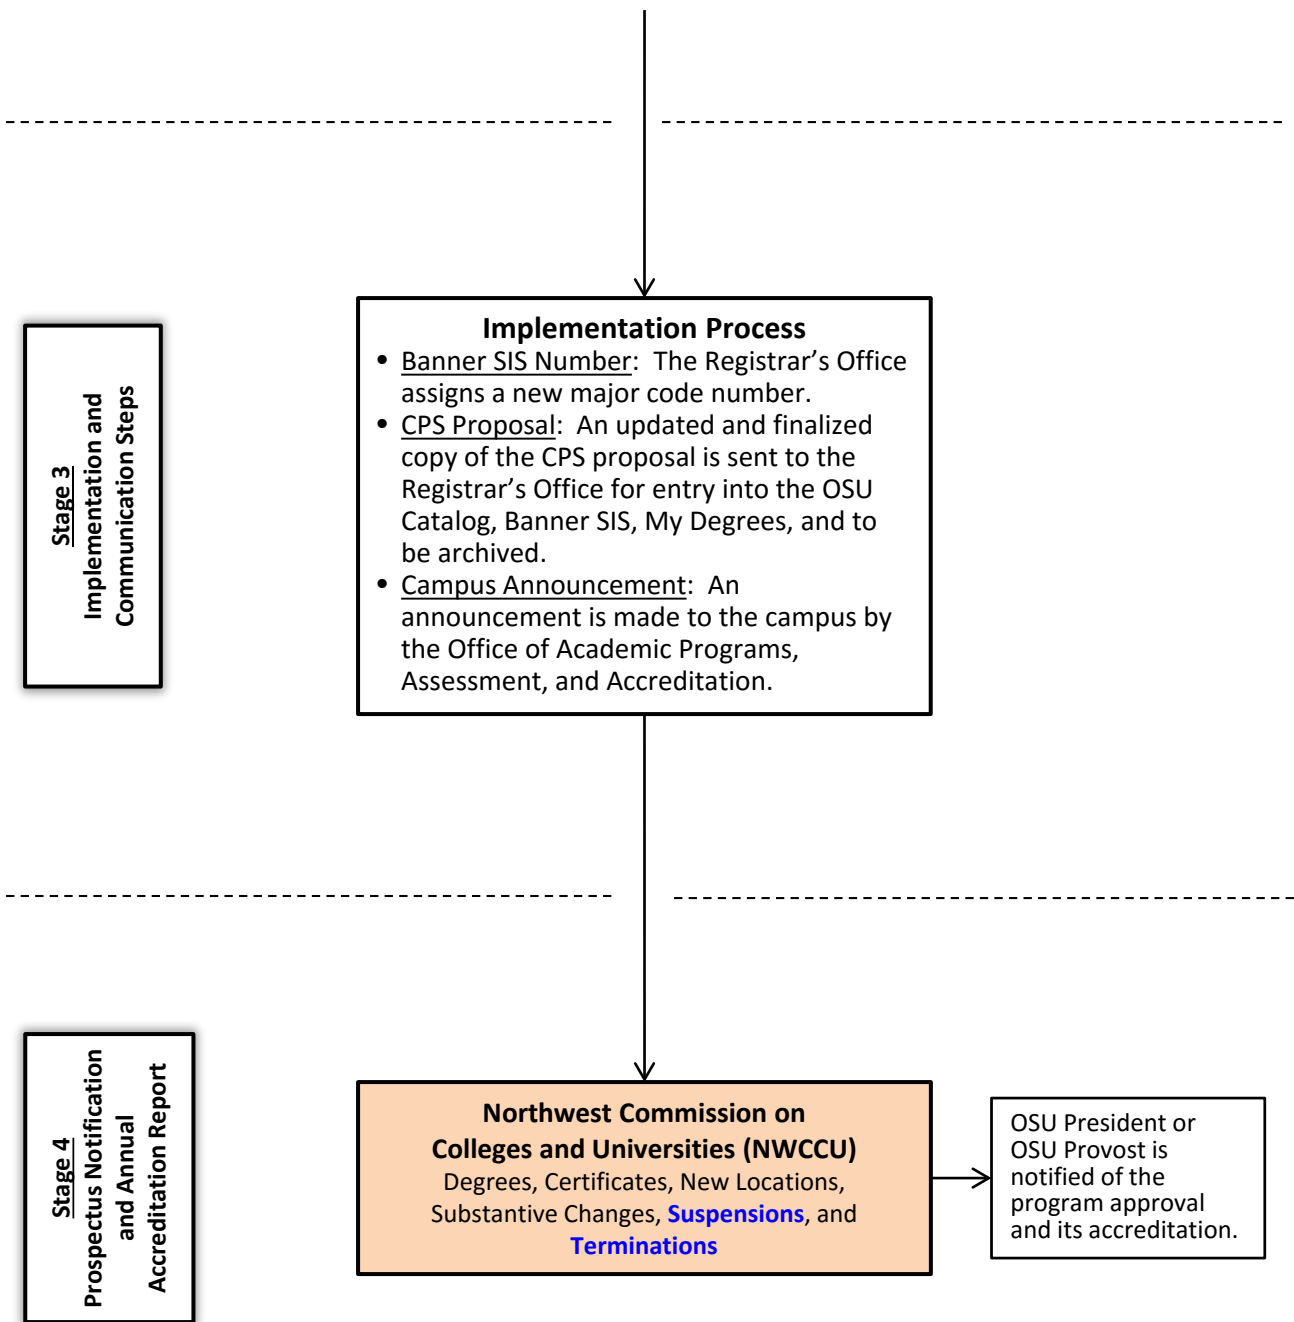 Stage 3
Implementation and
Communication Steps
Implementation Process
• Banner SIS Number: The Registrar’s Office
assigns a new major code number.
• CPS Proposal: An updated and finalized
copy of the CPS proposal is sent to the
Registrar’s Office for entry into the OSU
Catalog, Banner SIS, My Degrees, and to
be archived.
• Campus Announcement: An
announcement is made to the campus by
the Office of Academic Programs,
Assessment, and Accreditation.
Stage 4
Prospectus Notification
and Annual
Accreditation Report
Northwest Commission on
Colleges and Universities (NWCCU)
Degrees, Certificates, New Locations,
Substantive Changes, Suspensions, and
Terminations
OSU President or
OSU Provost is
notified of the
program approval
and its accreditation.